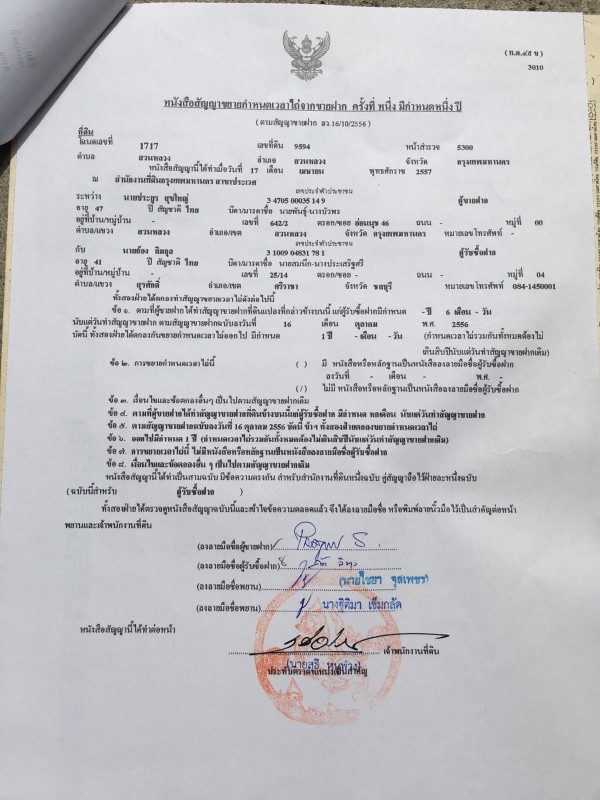 (ท.ด.๔๕ ข)
3010
หนังสือสัญญาขยายกำหนดเวลาไถ่จากขายฝาก ครั้งที่ หนึ่ง มีกำหนดหนึ่ง ปี
(ตามสัญญาขายฝาก ลว.16/10/2556)
ที่ดิน
โฉนดเลขที่ 1717 เลขที่ดิน 9594 หน้าสำรวจ 5300
ตำบล สวนหลวง อำเภอ สวนหลวง จังหวัด กรุงเทพมหานคร
หนังสือสัญญานี้ได้ทำเมื่อวันที่ 17 เดือน เมษายน พุทธศักราช 2557
ณ สำนักงานที่ดินกรุงเทพมหานคร สาขาประเวศ
เลขประจำตัวประชาชน
ระหว่าง นายประยูร สุขใหญ่ 3 4705 00035 14 9 ผู้ขายฝาก
อายุ 47 ปี สัญชาติ ไทย บิดา/มารดาชื่อ นายพันธุ์-นางบัวพร
อยู่ที่บ้าน/หมู่บ้าน - เลขที่ 642/2 ตรอก/ซอย อ่อนนุช 46 ถนน - หมู่ที่ 00
ตำบล/แขวง สวนหลวง อำเภอ/เขต สวนหลวง จังหวัด กรุงเทพมหานคร หมายเลขโทรศัพท์ -
เลขประจำตัวประชาชน
กับ นายก้อง ลิมกุล 3 1009 04831 78 1 ผู้รับซื้อฝาก
อายุ 41 ปี สัญชาติ ไทย บิดา/มารดาชื่อ นายสมนึก-นางประเสริฐศรี
อยู่ที่บ้าน/หมู่บ้าน - เลขที่ 25/14 ตรอก/ซอย - ถนน - หมู่ที่ 04
ตำบล/แขวง สุรศักดิ์ อำเภอ/เขต ศรีราชา จังหวัด ชลบุรี หมายเลขโทรศัพท์ 084-1450001
ทั้งสองฝ่ายได้ตกลงทำสัญญาขยายเวลาไถ่ดังต่อไปนี้
ข้อ ๑. ตามที่ผู้ขายฝากได้ทำสัญญาขายฝากที่ดินแปลงที่กล่าวข้างบนนี้ แก่ผู้รับซื้อฝากมีกำหนด -ปี 6 เดือน - วัน
นับแต่วันทำสัญญาขายฝาก ตามสัญญาขายฝากฉบับลงวันที่ 16 เดือน ตุลาคม พ.ศ. 2556
บัดนี้ ทั้งสองฝ่ายได้ตกลงกันขยายกำหนดเวลาไถ่ออกไป มีกำหนด 1ปี - เดือน - วัน (กำหนดเวลาไถ่รวมกันทั้งหมดต้องไม่
เกินสิบปีนับแต่วันทำสัญญาขายฝากเดิม)
ข้อ ๒. การขยายกำหนดเวลาไถ่นี้ ( ) มี หนังสือหรือหลักฐานเป็นหนังสือลงลายมือชื่อผู้รับซื้อฝาก
ลงวันที่ - เดือน - พ.ศ. -
(/) ไม่มี หนังสือหรือหลักฐานเป็นหนังสือลงลายมือชื่อผู้รับซื้อฝาก
ข้อ ๓. เงื่อนไขและข้อตกลงอื่นๆ เป็นไปตามสัญญาขายฝากเดิม
ข้อ ๔. ตามที่ผู้ขายฝากได้ทำสัญญาขายฝากที่ดินข้างบนนี้แก่ผู้รับซื้อฝาก มีกำหนด หกเดือน นับแต่วันทำสัญญาขายฝาก
ข้อ ๕. ตามสัญญาขายฝากฉบับลงวันที่ 16 ตุลาคม 2556 บัดนี้ ข้าฯ ทั้งสองฝ่ายตกลงขยายกำหนดเวลาไถ่
ข้อ ๖. ออกไปมีกำหนด 1 ปี (กำหนดเวลาไถ่รวมกันทั้งหมดต้องไม่เกินสิบปีนับแต่วันทำสัญญาขายฝากเดิม)
ข้อ ๗. การขยายเวลาไถ่นี้ ไม่มีหนังสือหรือหลักฐานเป็นหนังสือลงลายมือชื่อผู้รับซื้อฝาก
ข้อ ๘. เงื่อนไขและข้อตกลงอื่น ๆ เป็นไปตามสัญญาขายฝากเดิม
หนังสือสัญญานี้ได้ทำเป็นสามฉบับ มีข้อความตรงกัน สำหรับสำนักงานที่ดินหนึ่งฉบับ คู่สัญญาถือไว้ฝ่ายละหนึ่งฉบับ
(ฉบับนี้สำหรับ ผู้รับซื้อฝาก )
ทั้งสองฝ่ายได้ตรวจดูหนังสือสัญญาฉบับนี้และเข้าใจข้อความตลอดแล้ว จึงได้ลงลายมือชื่อ หรือพิมพ์ลายนิ้วมือไว้เป็นสำคัญต่อหน้า
พยานและเจ้าพนักงานที่ดิน
(ลงลายมือชื่อผู้ขายฝาก)
(ลงลายมือชื่อผู้รับซื้อฝาก)
(ลงลายมือชื่อพยาน) (นายไชยา จุลเพชร)
(ลงลายมือชื่อพยาน) นางฐิติมา เข็มกลัด
หนังสือสัญญานี้ได้ทำต่อหน้า
เจ้าพนักงานที่ดิน
ประทับตราตำแหน่งเป็นสำคัญ